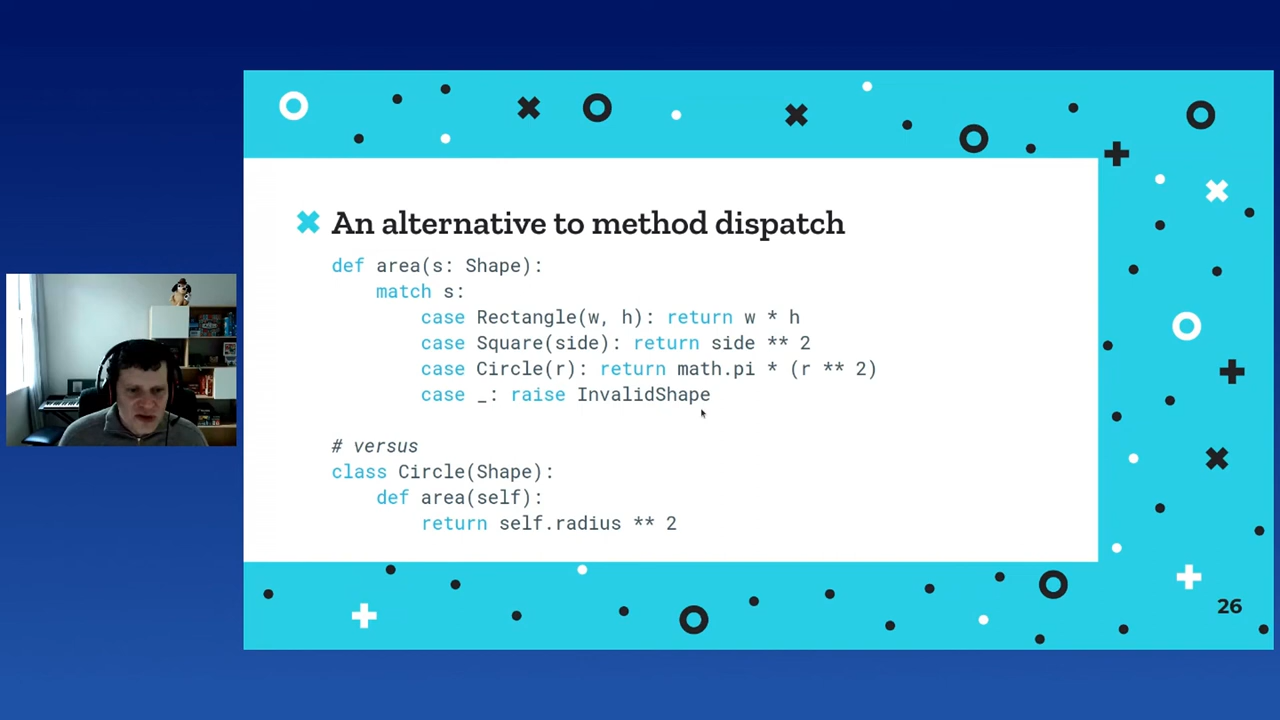 An alternative to method dispatch
def area(s: Shape):
    match s:
        case Rectangle(w, h): return w * h
        case Square(side): return side ** 2
        case Circle(r): return math.pi * (r ** 2)
        case _: raise InvalidShape
# versus
class Circle(Shape):
    def area(self):
        return self.radius ** 2
26